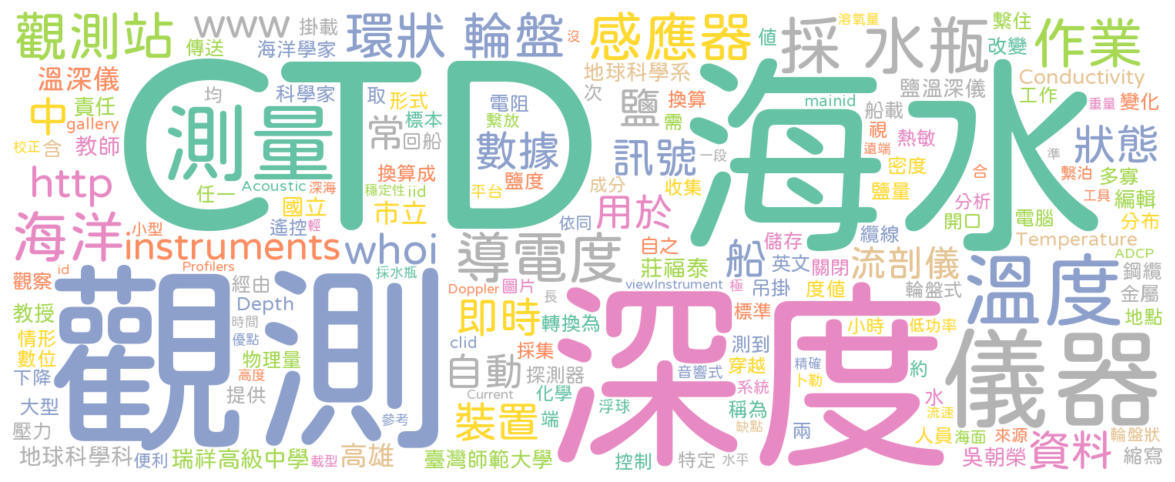 觀測站 傳送 www 掛載 海洋學家 環狀 輪盤 感應器 沒 採 水瓶 溶氧量 值 繫住 改變 作業
溫深儀 責任 中 gallery 教師 校正 含 均 科學家 取 形式 標本 常 回船 電阻 繫放 數據 地球科學系 次 鹽 換算 需 訊號 mainid 船載 視 遠端 熱敏 鹽溫深儀 Conductivity 工作 重量 變化 狀態
CTD 測量 海水
任一 Acoustic 深海 換算成 穩定性 iid 鹽度 平台 成分 收集 一段 密度 鹽量 合 準 繫泊 多寡 工具 編輯
http 國立 市立 遙控 輕 依同 用於 分析 開口 電腦 分布
海洋 小型 instruments whoi 導電度 自之 儲存 纜線 Temperature ADCP
觀察 id Profilers 經由 採水瓶 Doppler 圖片 莊福泰 viewInstrument 極 船 英文 關閉 吊掛 度值 流剖儀 輪盤式 溫度 鋼纜 金屬 地點
教授 Depth 時間 優點 clid 長 即時 轉換為 標準 小時 低功率
觀測 深度 儀器
情形 數位 物理量 下降 提供 高度 自動 採集 探測器 測到 穿越 音響式 精確 卜勒 約
大型 參考 Current 化學 裝置 端 浮球 系統 稱為 缺點 兩 水 流速
壓力 人員 海面 來源 輪盤狀
地球科學科 便利 瑞祥高級中學 載型 高雄 臺灣師範大學 控制 特定 水平 吳朝榮 資料 縮寫